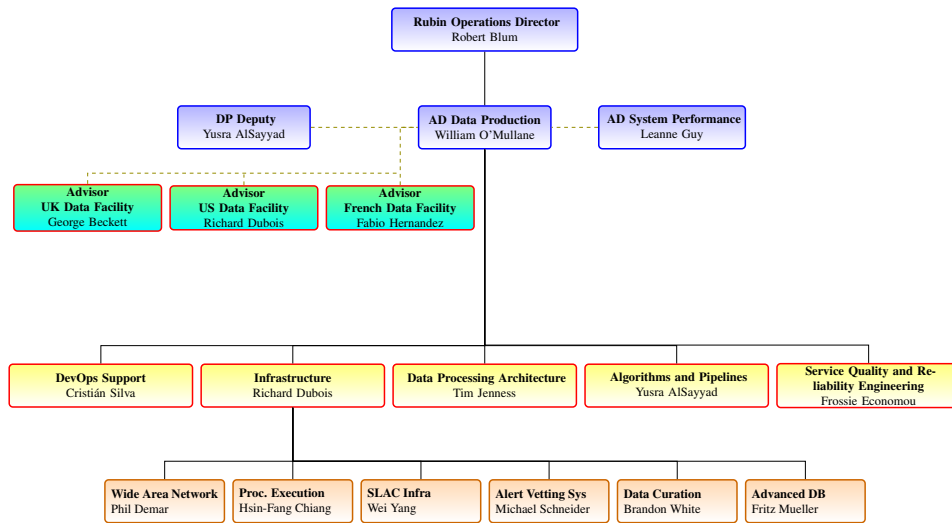 Rubin Operations Director
Robert Blum
DP Deputy
Yusra AlSayyad
AD Data Production
William O'Mullane
AD System Performance
Leanne Guy
Advisor
UK Data Facility
George Beckett
Advisor
US Data Facility
Richard Dubois
Advisor
French Data Facility
Fabio Hernandez
DevOps Support
Cristián Silva
Infrastructure
Richard Dubois
Data Processing Architecture
Tim Jenness
Algorithms and Pipelines
Yusra AlSayyad
Service Quality and Re-
liability Engineering
Frossie Economou
Wide Area Network
Phil Demar
Proc. Execution
Hsin-Fang Chiang
SLAC Infra
Wei Yang
Alert Vetting Sys
Michael Schneider
Data Curation
Brandon White
Advanced DB
Fritz Mueller